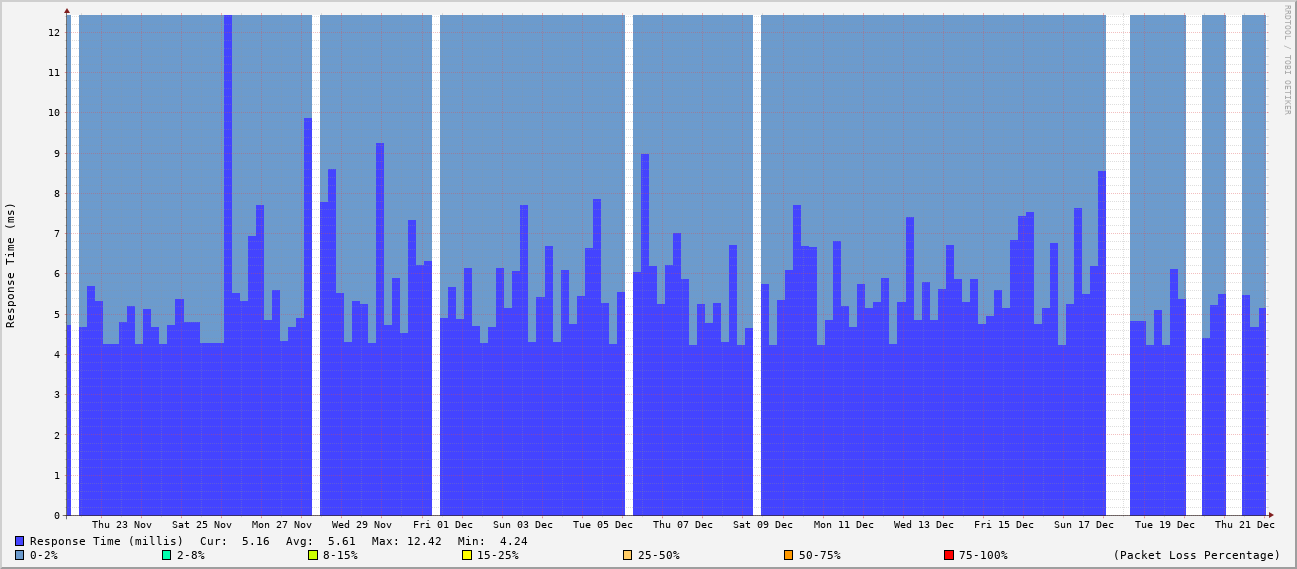 RRDTOOL / TOBI OETIKER
Response Time (ms)
12
11
10
9
8
7
6
5
4
3
2
1
0
Thu 23 Nov Sat 25 Nov Mon 27 Nov Wed 29 Nov Fri 01 Dec Sun 03 Dec Tue 05 Dec Thu 07 Dec Sat 09 Dec Mon 11 Dec Wed 13 Dec Fri 15 Dec Sun 17 Dec Tue 19 Dec Thu 21 Dec
Response Time (millis) Cur: 5.16 Avg: 5.61 Max: 12.42 Min: 4.24
0-2% 2-8% 8-15% 15-25% 25-50% 50-75% 75-100% (Packet Loss Percentage)